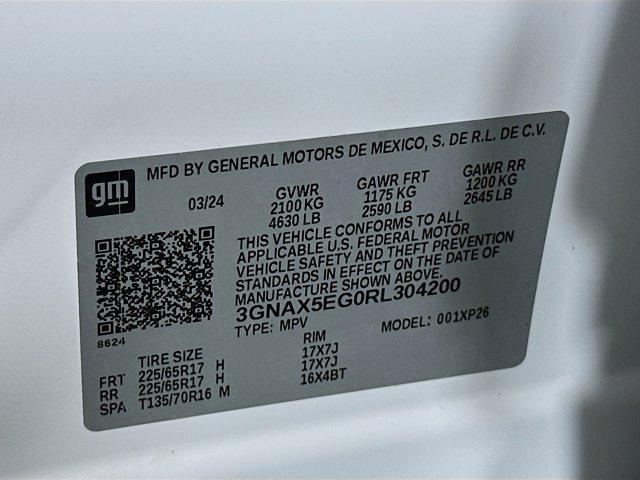 MFD BY GENERAL MOTORS DE MEXICO, S. DE R.L. DE C.V.
gm
03/24
GVWR
2100 KG
4630 LB
GAWR FRT
1175 KG
2590 LB
GAWR RR
1200 KG
2645 LB
THIS VEHICLE CONFORMS TO ALL
APPLICABLE U.S. FEDERAL MOTOR
VEHICLE SAFETY AND THEFT PREVENTION
STANDARDS IN EFFECT ON THE DATE OF
MANUFACTURE SHOWN ABOVE.
3GNAX5EG0RL304200
TYPE: MPV MODEL: 001XP26
8624
TIRE SIZE RIM
FRT 225/65R17 H 17X7J
RR 225/65R17 H 17X7J
SPA T135/70R16 M 16X4BT